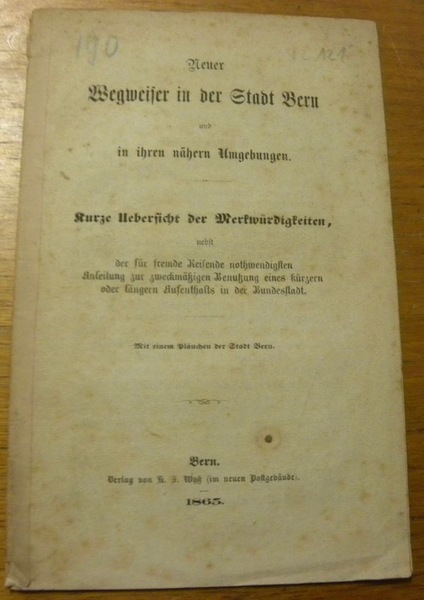 190
Neuer
Wegweiser in der Stadt Bern
und
in ihren nähern Umgebungen.
Kurze Uebersicht der Merkwürdigkeiten,
nebst
der für fremde Reisende nothwendigsten
Anleitung zur zweckmäßigen Benutzung eines kürzern
oder längern Aufenthalts in der Bundesstadt.
Mit einem Plänchen der Stadt Bern.
Bern.
Verlag von K. J. Wyß (im neuen Postgebäude).
1865.